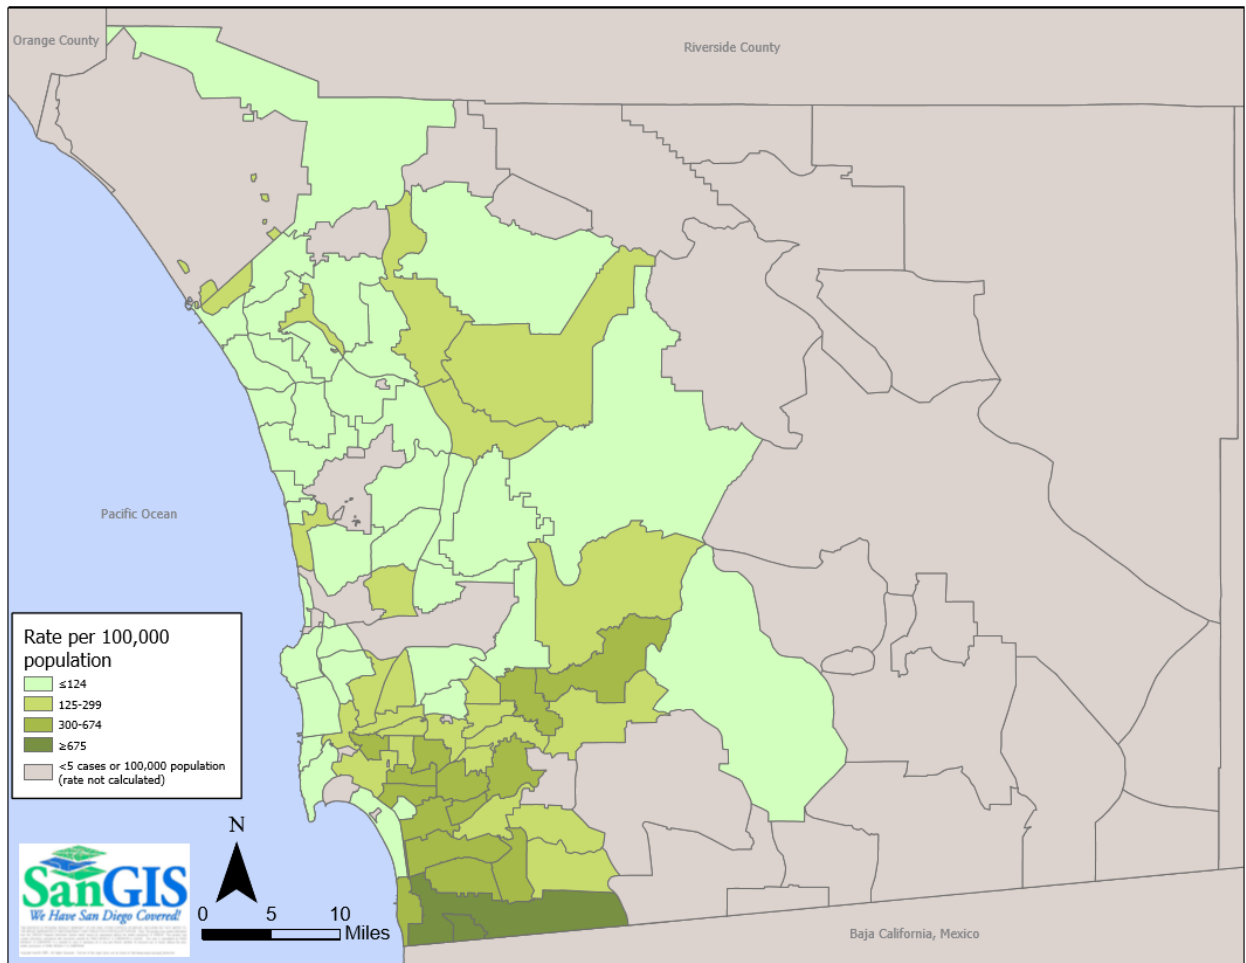 Orange County
Riverside County
Pacific Ocean
Rate per 100,000
population
≤124
125-299
300-674
≥675
<5 cases or 100,000 population
(rate not calculated)
N
SanGIS
We Have San Diego Covered!
0 5 10
Miles
Baja California, Mexico